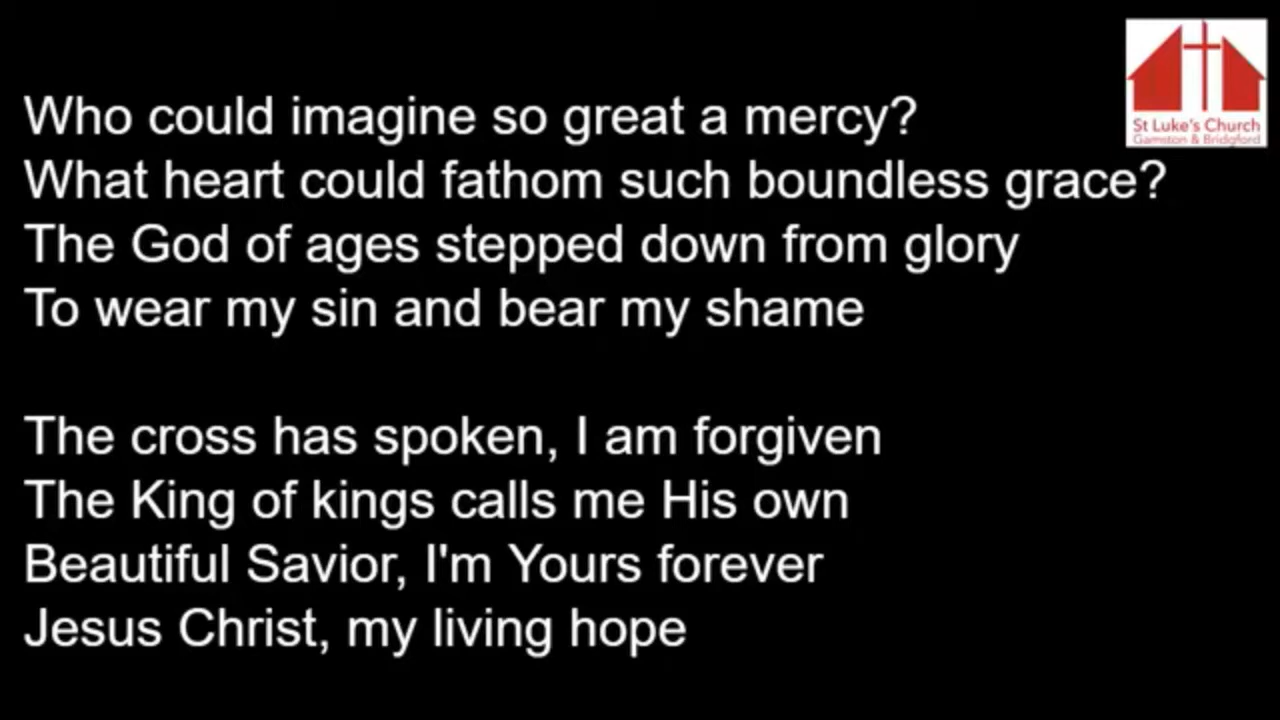 St Luke's Church
Gamston & Bridgford
Who could imagine so great a mercy?
What heart could fathom such boundless grace?
The God of ages stepped down from glory
To wear my sin and bear my shame
The cross has spoken, I am forgiven
The King of kings calls me His own
Beautiful Savior, I'm Yours forever
Jesus Christ, my living hope